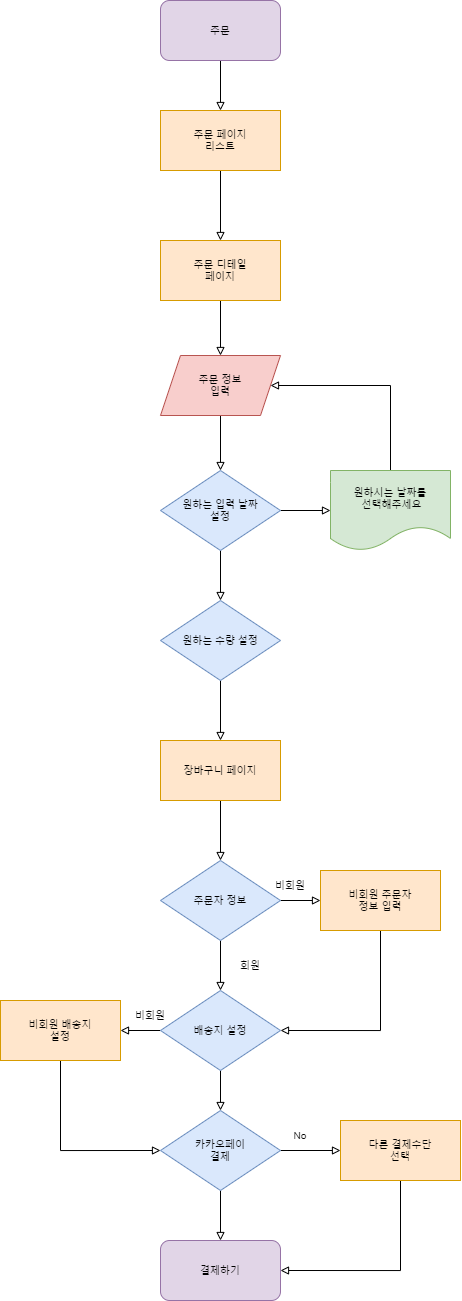 주문
주문 페이지
리스트
주문 디테일
페이지
주문 정보
입력
원하는 입력 날짜
설정
원하시는 날짜를
선택해주세요
원하는 수량 설정
장바구니 페이지
주문자 정보
비회원
비회원 주문자
정보 입력
회원
비회원 배송지
설정
비회원
배송지 설정
카카오페이
결제
No
다른 결제수단
선택
결제하기